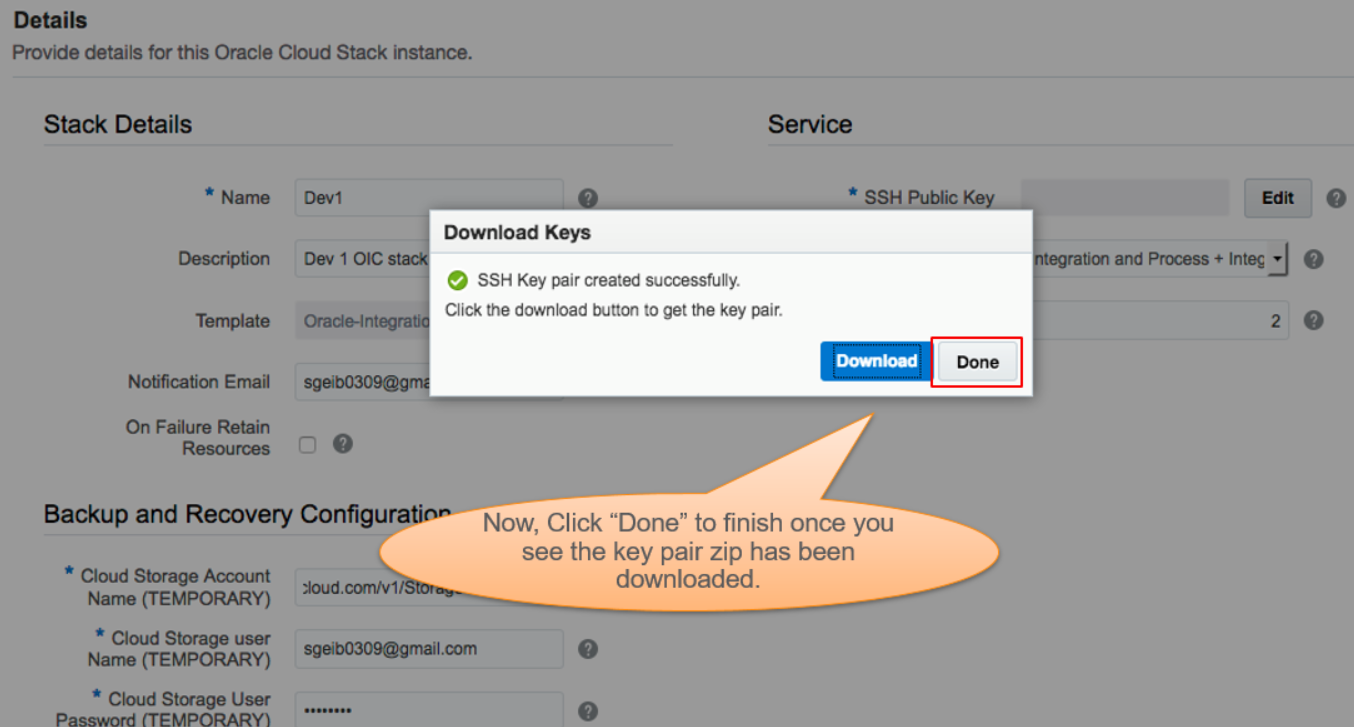 Details
Provide details for this Oracle Cloud Stack instance.
Stack Details
Service
* Name
Dev1
?
* SSH Public Key
Edit
?
Description
Dev 1 OIC stack
ntegration and Process + Integ
?
Template
Oracle-Integratio
2
?
Notification Email
sgeib0309@gma
On Failure Retain
Resources
?
Download Keys
SSH Key pair created successfully.
Click the download button to get the key pair.
Download
Done
Now, Click “Done” to finish once you
see the key pair zip has been
downloaded.
Backup and Recovery Configuration
* Cloud Storage Account
Name (TEMPORARY)
cloud.com/v1/Storage
* Cloud Storage user
Name (TEMPORARY)
sgeib0309@gmail.com
?
* Cloud Storage User
Password (TEMPORARY)
••••••••
?